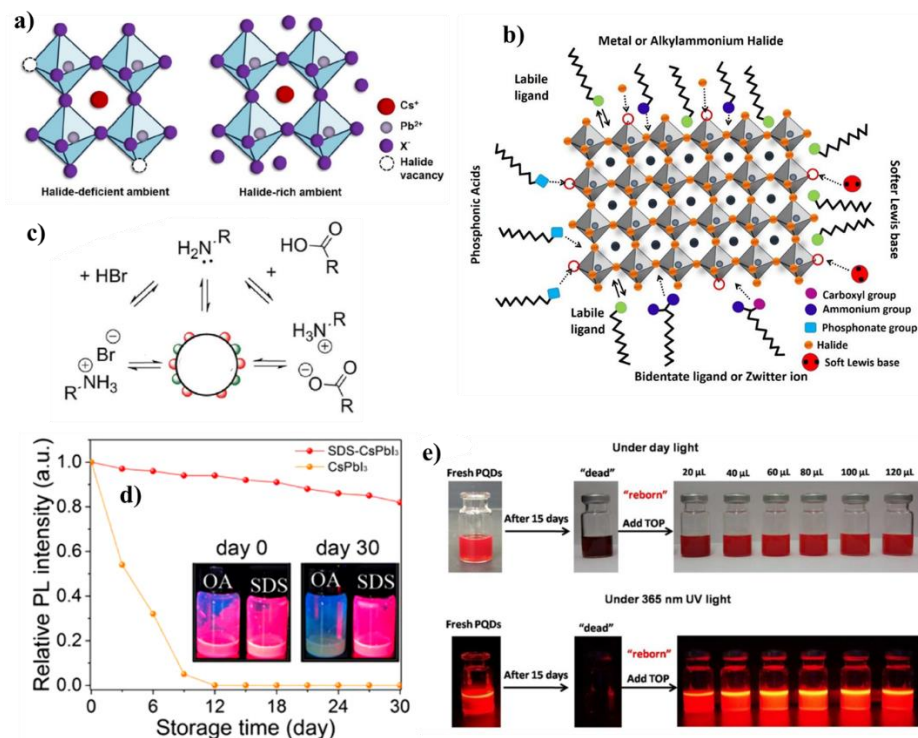 a)
Cs⁺
Pb²⁺
X⁻
Halide
vacancy
Halide-deficient ambient
Halide-rich ambient
b)
Metal or Alkylammonium Halide
Labile
ligand
Phosphonic Acids
Softer Lewis base
Labile
ligand
Carboxyl group
Ammonium group
Phosphonate group
Halide
Soft Lewis base
Bidentate ligand or Zwitter ion
c)
H₂N R
HO O R
+ HBr
+
Br⊖
⊕
R NH₃
H₃N R
⊕
⊖O O
R
d)
Relative PL intensity (a.u.)
1.0
0.8
0.6
0.4
0.2
0.0
SDS-CsPbI₃
CsPbI₃
day 0
day 30
OA SDS
OA SDS
0 6 12 18 24 30
Storage time (day)
e)
Under day light
Fresh PQDs
"dead"
20 µL 40 µL 60 µL 80 µL 100 µL 120 µL
After 15 days
"reborn"
Add TOP
Under 365 nm UV light
Fresh PQDs
"dead"
After 15 days
"reborn"
Add TOP